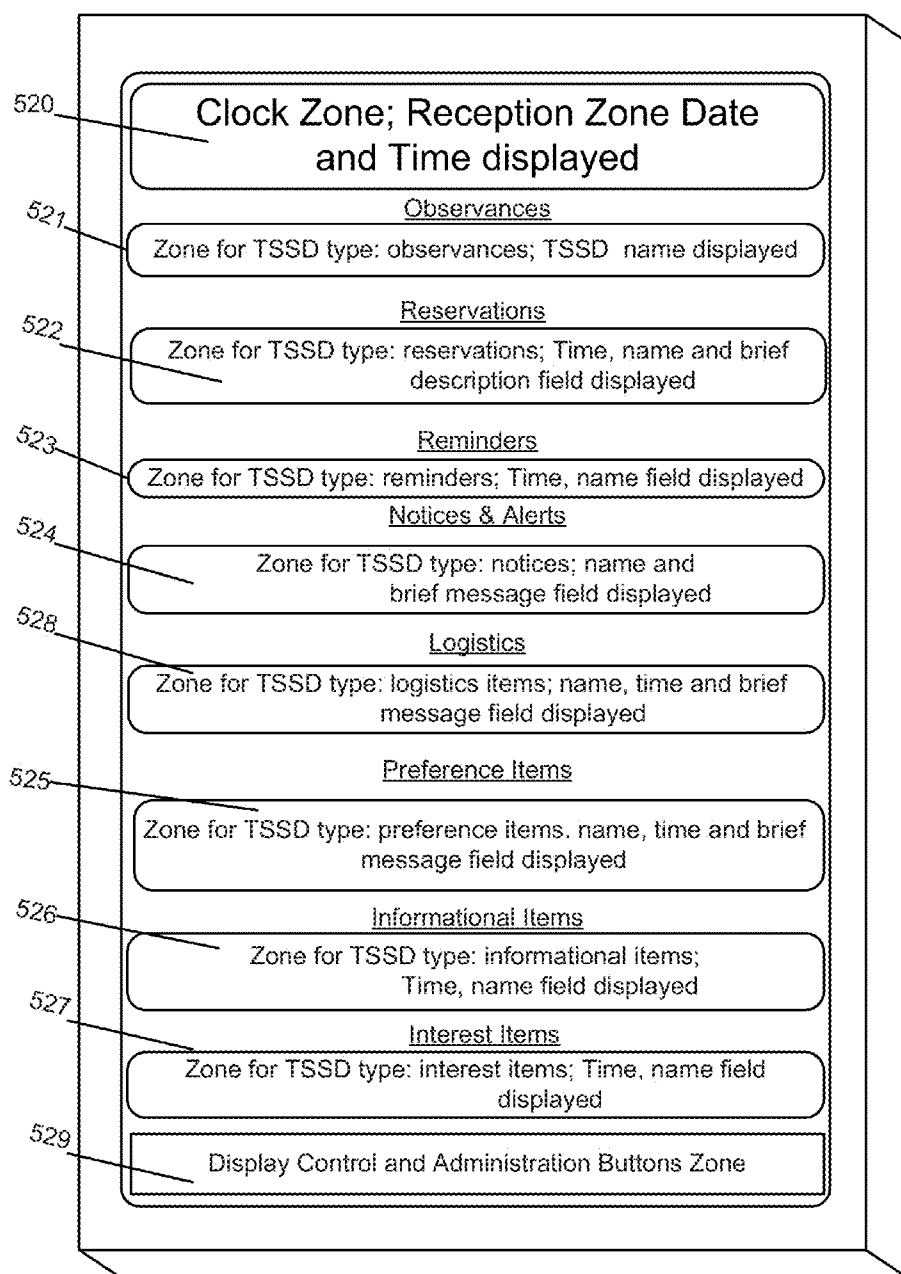 520
Clock Zone; Reception Zone Date
and Time displayed
Observances
521
Zone for TSSD type: observances; TSSD name displayed
Reservations
522
Zone for TSSD type: reservations; Time, name and brief
description field displayed
Reminders
523
Zone for TSSD type: reminders; Time, name field displayed
Notices & Alerts
524
Zone for TSSD type: notices; name and
brief message field displayed
528
Logistics
Zone for TSSD type: logistics items; name, time and brief
message field displayed
Preference Items
525
Zone for TSSD type: preference items. name, time and brief
message field displayed
526
Informational Items
Zone for TSSD type: informational items;
Time, name field displayed
527
Interest Items
Zone for TSSD type: interest items; Time, name field
displayed
529
Display Control and Administration Buttons Zone